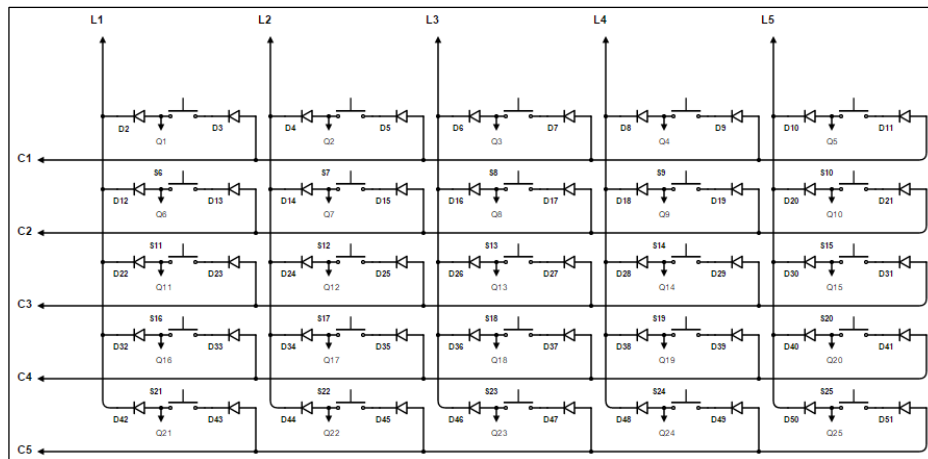 L1 L2 L3 L4 L5
D2 D3 D4 D5 D6 D7 D8 D9 D10 D11
Q1 Q2 Q3 Q4 Q5
C1
S6 S7 S8 S9 S10
D12 D13 D14 D15 D16 D17 D18 D19 D20 D21
Q6 Q7 Q8 Q9 Q10
C2
S11 S12 S13 S14 S15
D22 D23 D24 D25 D26 D27 D28 D29 D30 D31
Q11 Q12 Q13 Q14 Q15
C3
S16 S17 S18 S19 S20
D32 D33 D34 D35 D36 D37 D38 D39 D40 D41
Q16 Q17 Q18 Q19 Q20
C4
S21 S22 S23 S24 S25
D42 D43 D44 D45 D46 D47 D48 D49 D50 D51
Q21 Q22 Q23 Q24 Q25
C5